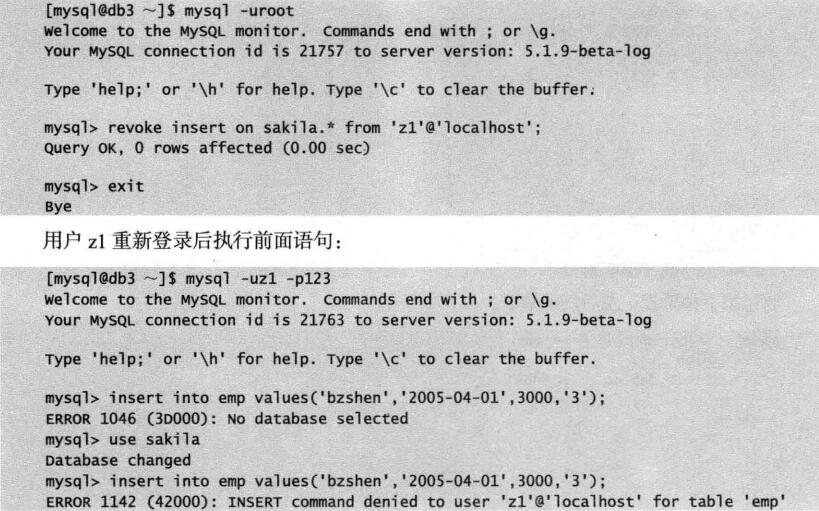 [mysql@db3 ~]$ mysql -uroot
Welcome to the MySQL monitor.  Commands end with ; or \g.
Your MySQL connection id is 21757 to server version: 5.1.9-beta-log

Type 'help;' or '\h' for help. Type '\c' to clear the buffer.

mysql> revoke insert on sakila.* from 'z1'@'localhost';
Query OK, 0 rows affected (0.00 sec)

mysql> exit
Bye
用户 z1 重新登录后执行前面语句：
[mysql@db3 ~]$ mysql -uz1 -p123
Welcome to the MySQL monitor.  Commands end with ; or \g.
Your MySQL connection id is 21763 to server version: 5.1.9-beta-log

Type 'help;' or '\h' for help. Type '\c' to clear the buffer.

mysql> insert into emp values('bzshen','2005-04-01',3000,'3');
ERROR 1046 (3D000): No database selected
mysql> use sakila
Database changed
mysql> insert into emp values('bzshen','2005-04-01',3000,'3');
ERROR 1142 (42000): INSERT command denied to user 'z1'@'localhost' for table 'emp'